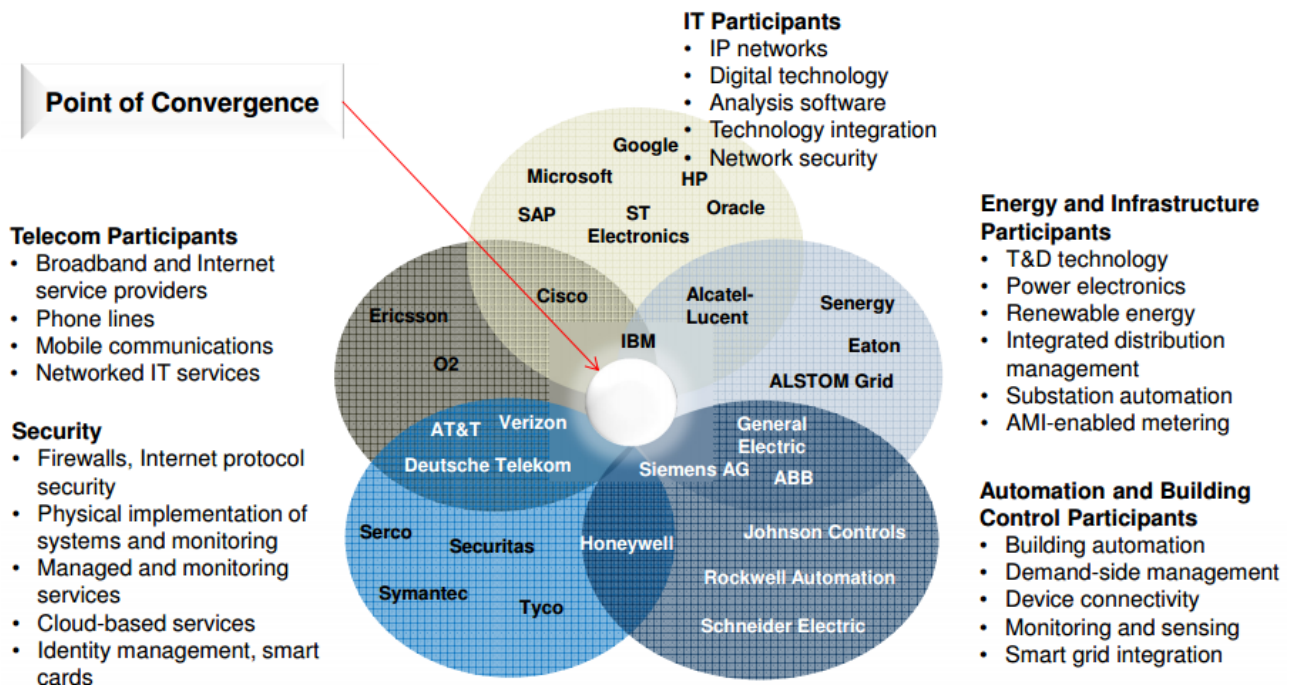 IT Participants
• IP networks
• Digital technology
• Analysis software
• Technology integration
• Network security
Point of Convergence
Telecom Participants
• Broadband and Internet
service providers
• Phone lines
• Mobile communications
• Networked IT services
Security
• Firewalls, Internet protocol
security
• Physical implementation of
systems and monitoring
• Managed and monitoring
services
• Cloud-based services
• Identity management, smart
cards
Google
Microsoft
HP
SAP
ST
Electronics
Oracle
Cisco
Alcatel-
Lucent
IBM
Ericsson
O2
Senergy
Eaton
ALSTOM Grid
AT&T
Verizon
Deutsche Telekom
General
Electric
Siemens AG
ABB
Serco
Securitas
Symantec
Tyco
Honeywell
Johnson Controls
Rockwell Automation
Schneider Electric
Energy and Infrastructure
Participants
• T&D technology
• Power electronics
• Renewable energy
• Integrated distribution
management
• Substation automation
• AMI-enabled metering
Automation and Building
Control Participants
• Building automation
• Demand-side management
• Device connectivity
• Monitoring and sensing
• Smart grid integration